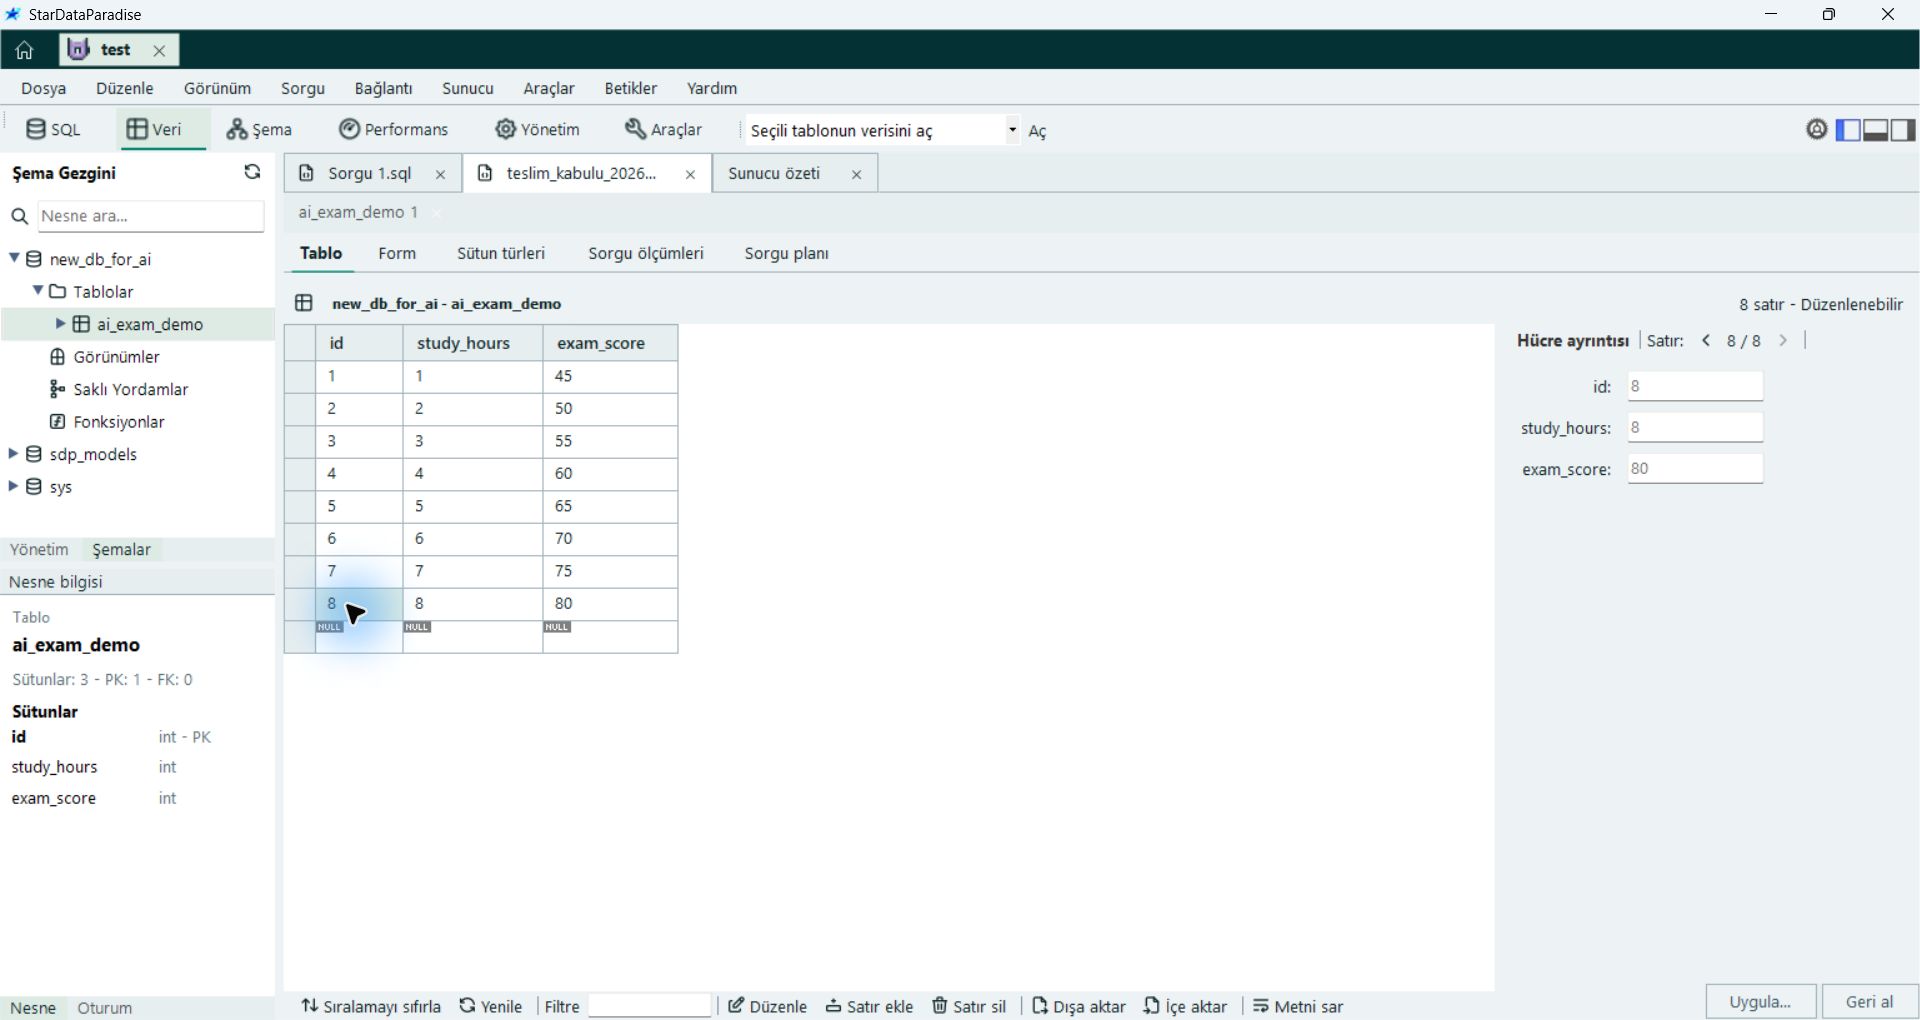 StarDataParadise
test
Dosya Düzenle Görünüm Sorgu Bağlantı Sunucu Araçlar Betikler Yardım
SQL Veri Şema Performans Yönetim Araçlar Seçili tablonun verisini aç Aç
Şema Gezgini
Nesne ara...
new_db_for_ai
Tablolar
ai_exam_demo
Görünümler
Saklı Yordamlar
Fonksiyonlar
sdp_models
sys
Yönetim Şemalar
Nesne bilgisi
Tablo
ai_exam_demo
Sütunlar: 3 - PK: 1 - FK: 0
Sütunlar
id int - PK
study_hours int
exam_score int
Nesne Oturum
Sorgu 1.sql teslim_kabulu_2026... Sunucu özeti
ai_exam_demo 1
Tablo Form Sütun türleri Sorgu ölçümleri Sorgu planı
new_db_for_ai - ai_exam_demo 8 satır - Düzenlenebilir
id study_hours exam_score
1 1 45
2 2 50
3 3 55
4 4 60
5 5 65
6 6 70
7 7 75
8 8 80
NULL NULL NULL
Hücre ayrıntısı Satır: 8 / 8
id: 8
study_hours: 8
exam_score: 80
Sıralamayı sıfırla Yenile Filtre Düzenle Satır ekle Satır sil Dışa aktar İçe aktar Metni sar
Uygula... Geri al